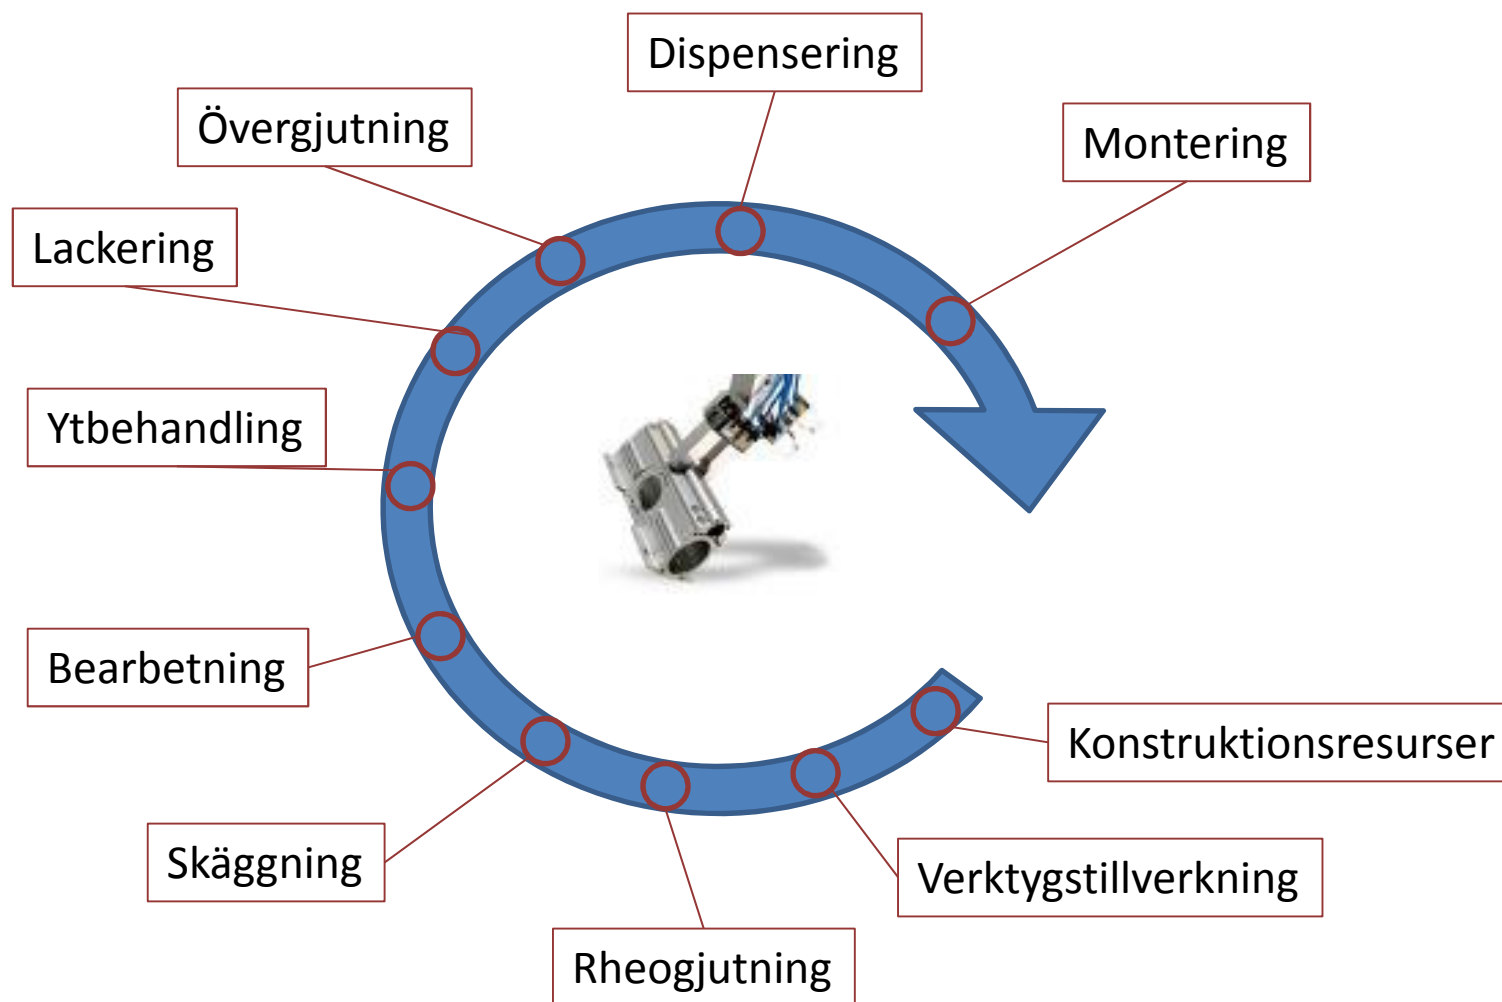 Dispensering
Övergjutning
Montering
Lackering
Ytbehandling
Bearbetning
Konstruktionsresurser
Skäggning
Verktygstillverkning
Rheogjutning